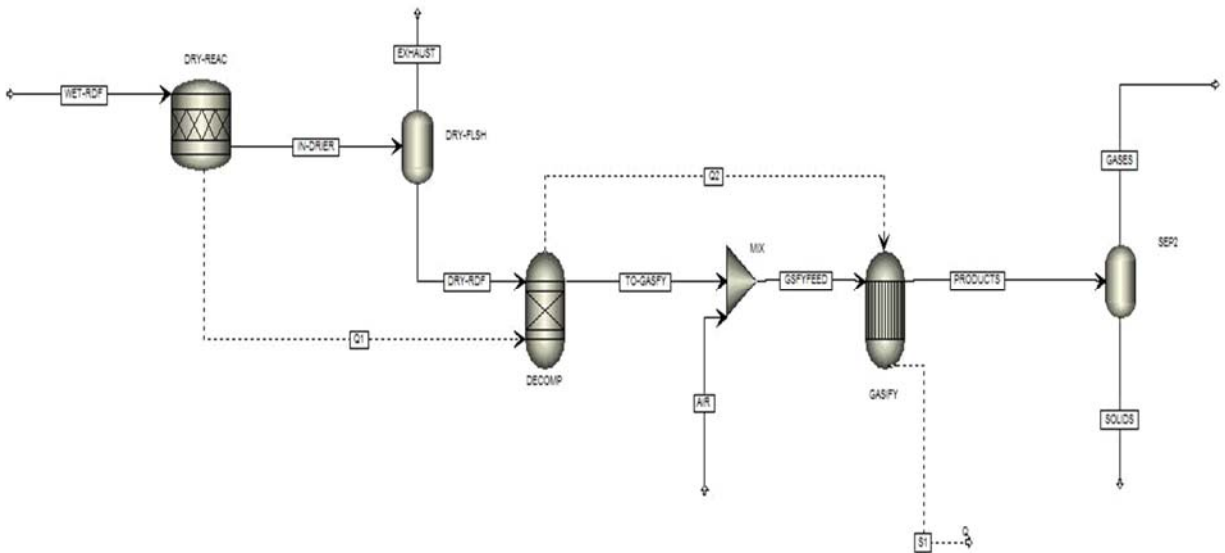 EXHAUST
DRY-REAC
WET-RDF
IN-DRIER
DRY-FLSH
GASES
Q2
MIX
SEP2
DRY-RDF
TO-GASFY
GSFYFEED
PRODUCTS
Q1
DECOMP
GASIFY
AIR
SOLIDS
S1
Q